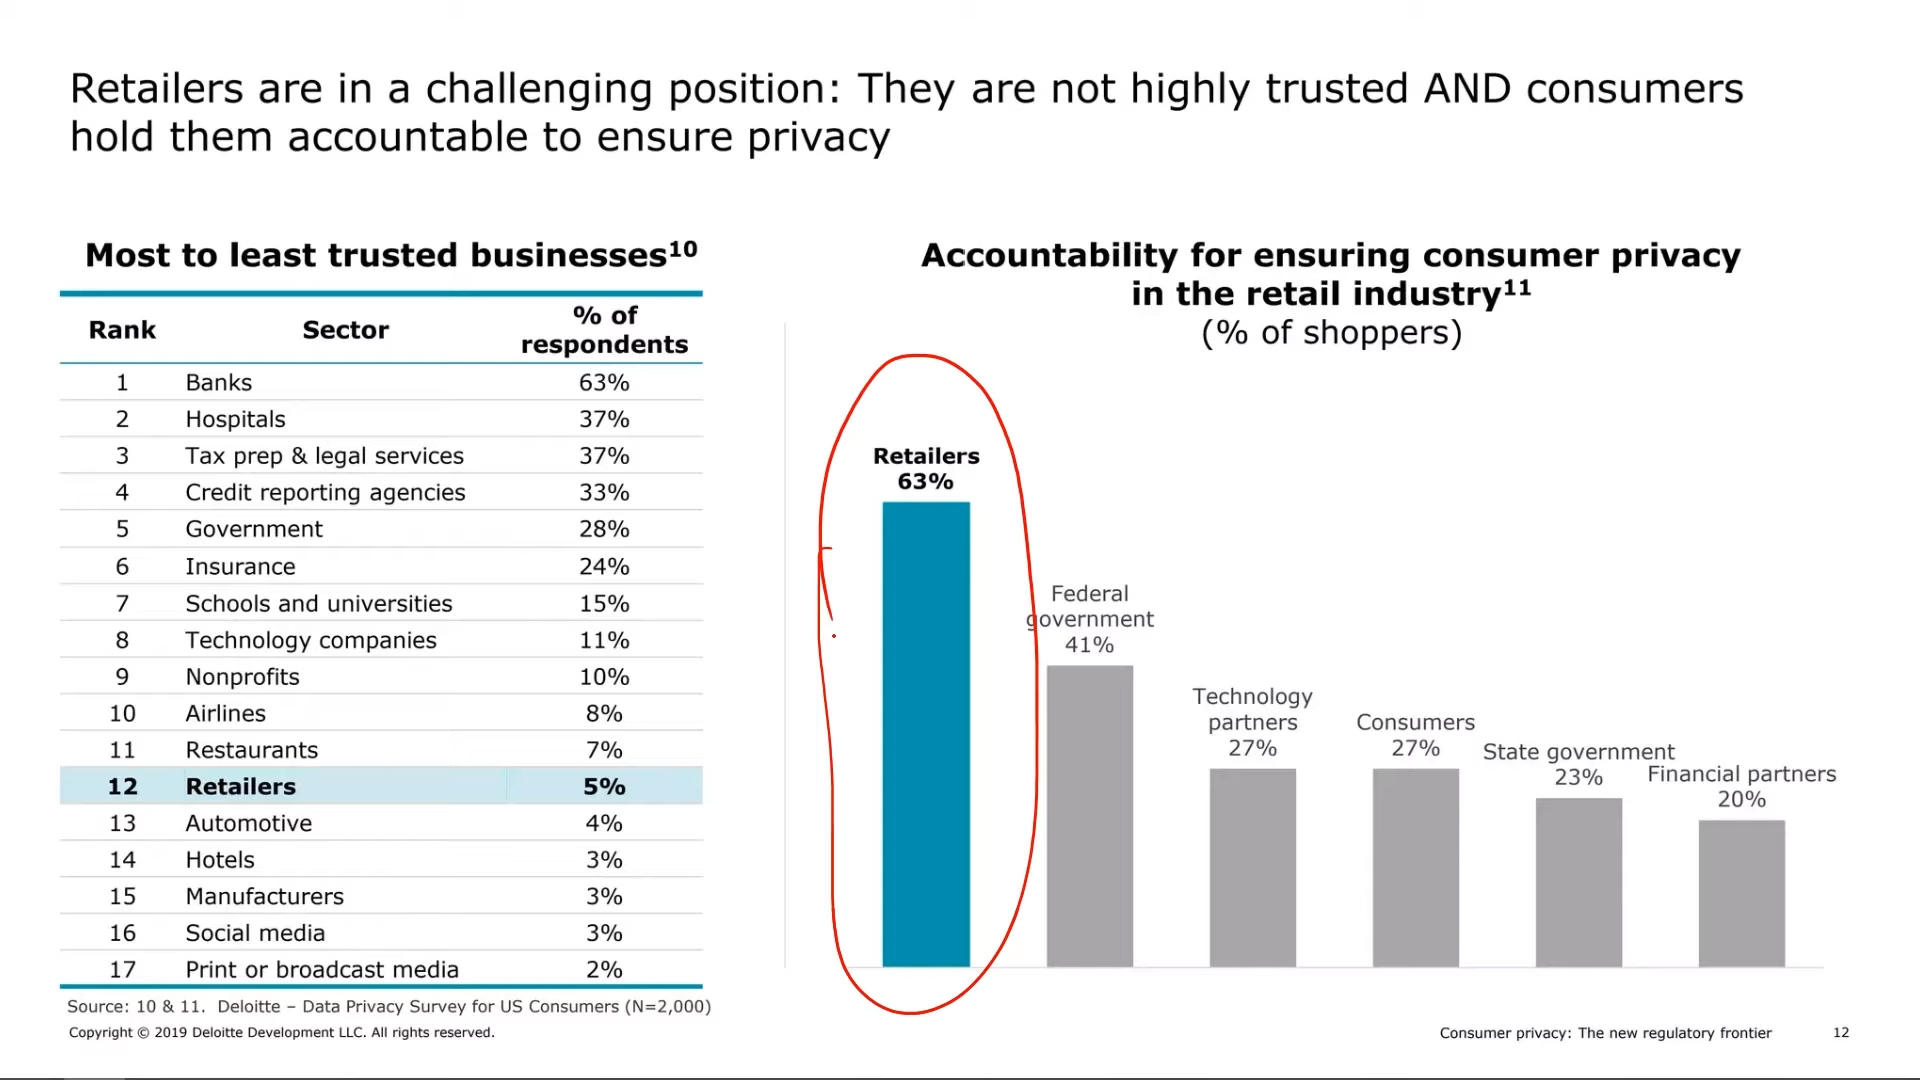 Retailers are in a challenging position: They are not highly trusted AND consumers
hold them accountable to ensure privacy
Most to least trusted businesses¹⁰
Rank Sector % of respondents
1 Banks 63%
2 Hospitals 37%
3 Tax prep & legal services 37%
4 Credit reporting agencies 33%
5 Government 28%
6 Insurance 24%
7 Schools and universities 15%
8 Technology companies 11%
9 Nonprofits 10%
10 Airlines 8%
11 Restaurants 7%
12 Retailers 5%
13 Automotive 4%
14 Hotels 3%
15 Manufacturers 3%
16 Social media 3%
17 Print or broadcast media 2%
Source: 10 & 11. Deloitte – Data Privacy Survey for US Consumers (N=2,000)
Copyright © 2019 Deloitte Development LLC. All rights reserved.
Accountability for ensuring consumer privacy
in the retail industry¹¹
(% of shoppers)
Retailers
63%
Federal
government
41%
Technology
partners
27%
Consumers
27%
State government
23%
Financial partners
20%
Consumer privacy: The new regulatory frontier 12